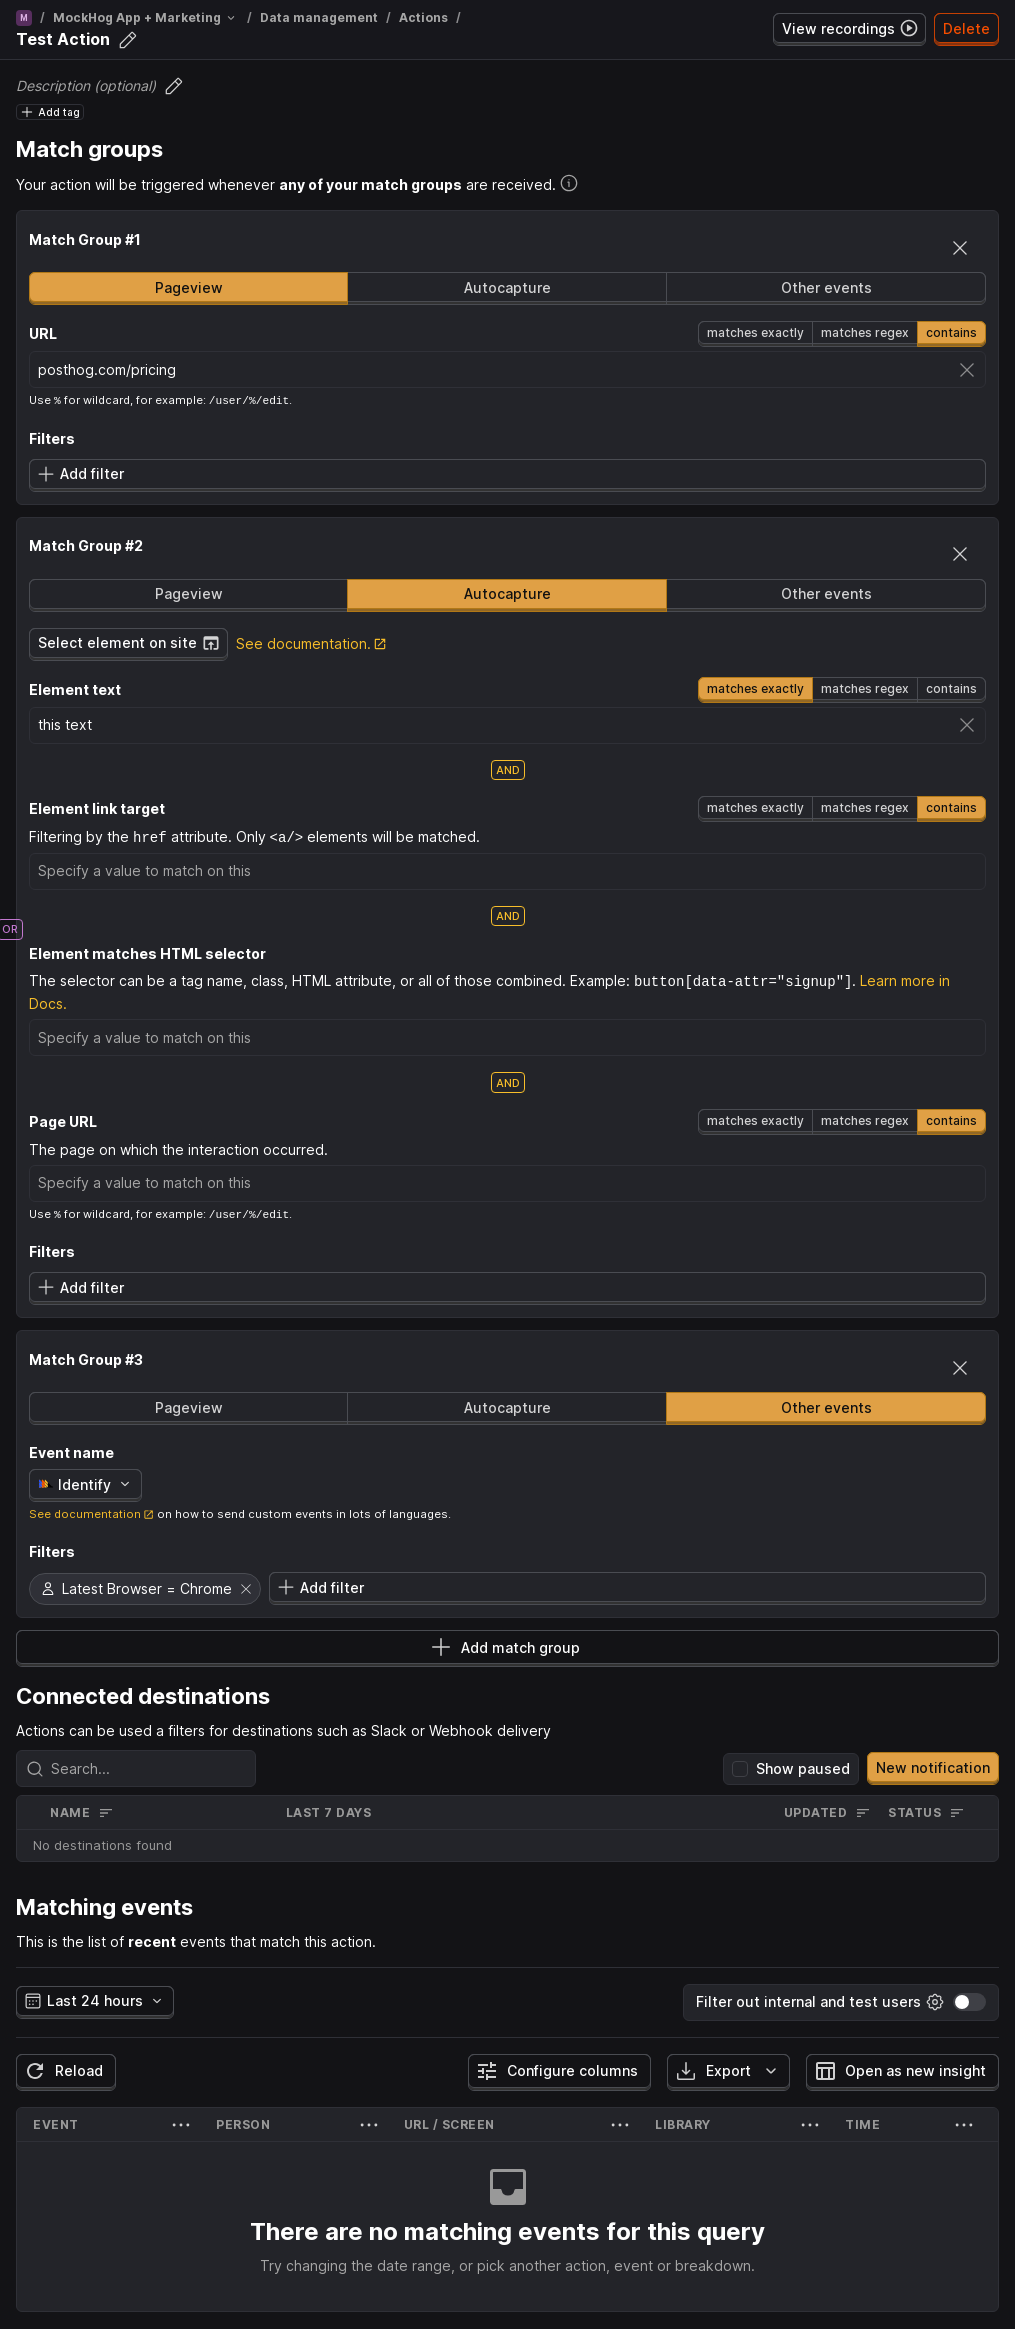 M / MockHog App + Marketing / Data management / Actions /
Test Action
View recordings
Delete
Description (optional)
Add tag
Match groups
Your action will be triggered whenever any of your match groups are received.
Match Group #1
Pageview Autocapture Other events
URL matches exactly matches regex contains
posthog.com/pricing
Use % for wildcard, for example: /user/%/edit.
Filters
Add filter
Match Group #2
Pageview Autocapture Other events
Select element on site See documentation.
Element text matches exactly matches regex contains
this text
AND
Element link target matches exactly matches regex contains
Filtering by the href attribute. Only <a/> elements will be matched.
Specify a value to match on this
AND
OR
Element matches HTML selector
The selector can be a tag name, class, HTML attribute, or all of those combined. Example: button[data-attr="signup"]. Learn more in
Docs.
Specify a value to match on this
AND
Page URL matches exactly matches regex contains
The page on which the interaction occurred.
Specify a value to match on this
Use % for wildcard, for example: /user/%/edit.
Filters
Add filter
Match Group #3
Pageview Autocapture Other events
Event name
Identify
See documentation on how to send custom events in lots of languages.
Filters
Latest Browser = Chrome Add filter
Add match group
Connected destinations
Actions can be used a filters for destinations such as Slack or Webhook delivery
Search... Show paused New notification
NAME LAST 7 DAYS UPDATED STATUS
No destinations found
Matching events
This is the list of recent events that match this action.
Last 24 hours Filter out internal and test users
Reload Configure columns Export Open as new insight
EVENT PERSON URL / SCREEN LIBRARY TIME
There are no matching events for this query
Try changing the date range, or pick another action, event or breakdown.